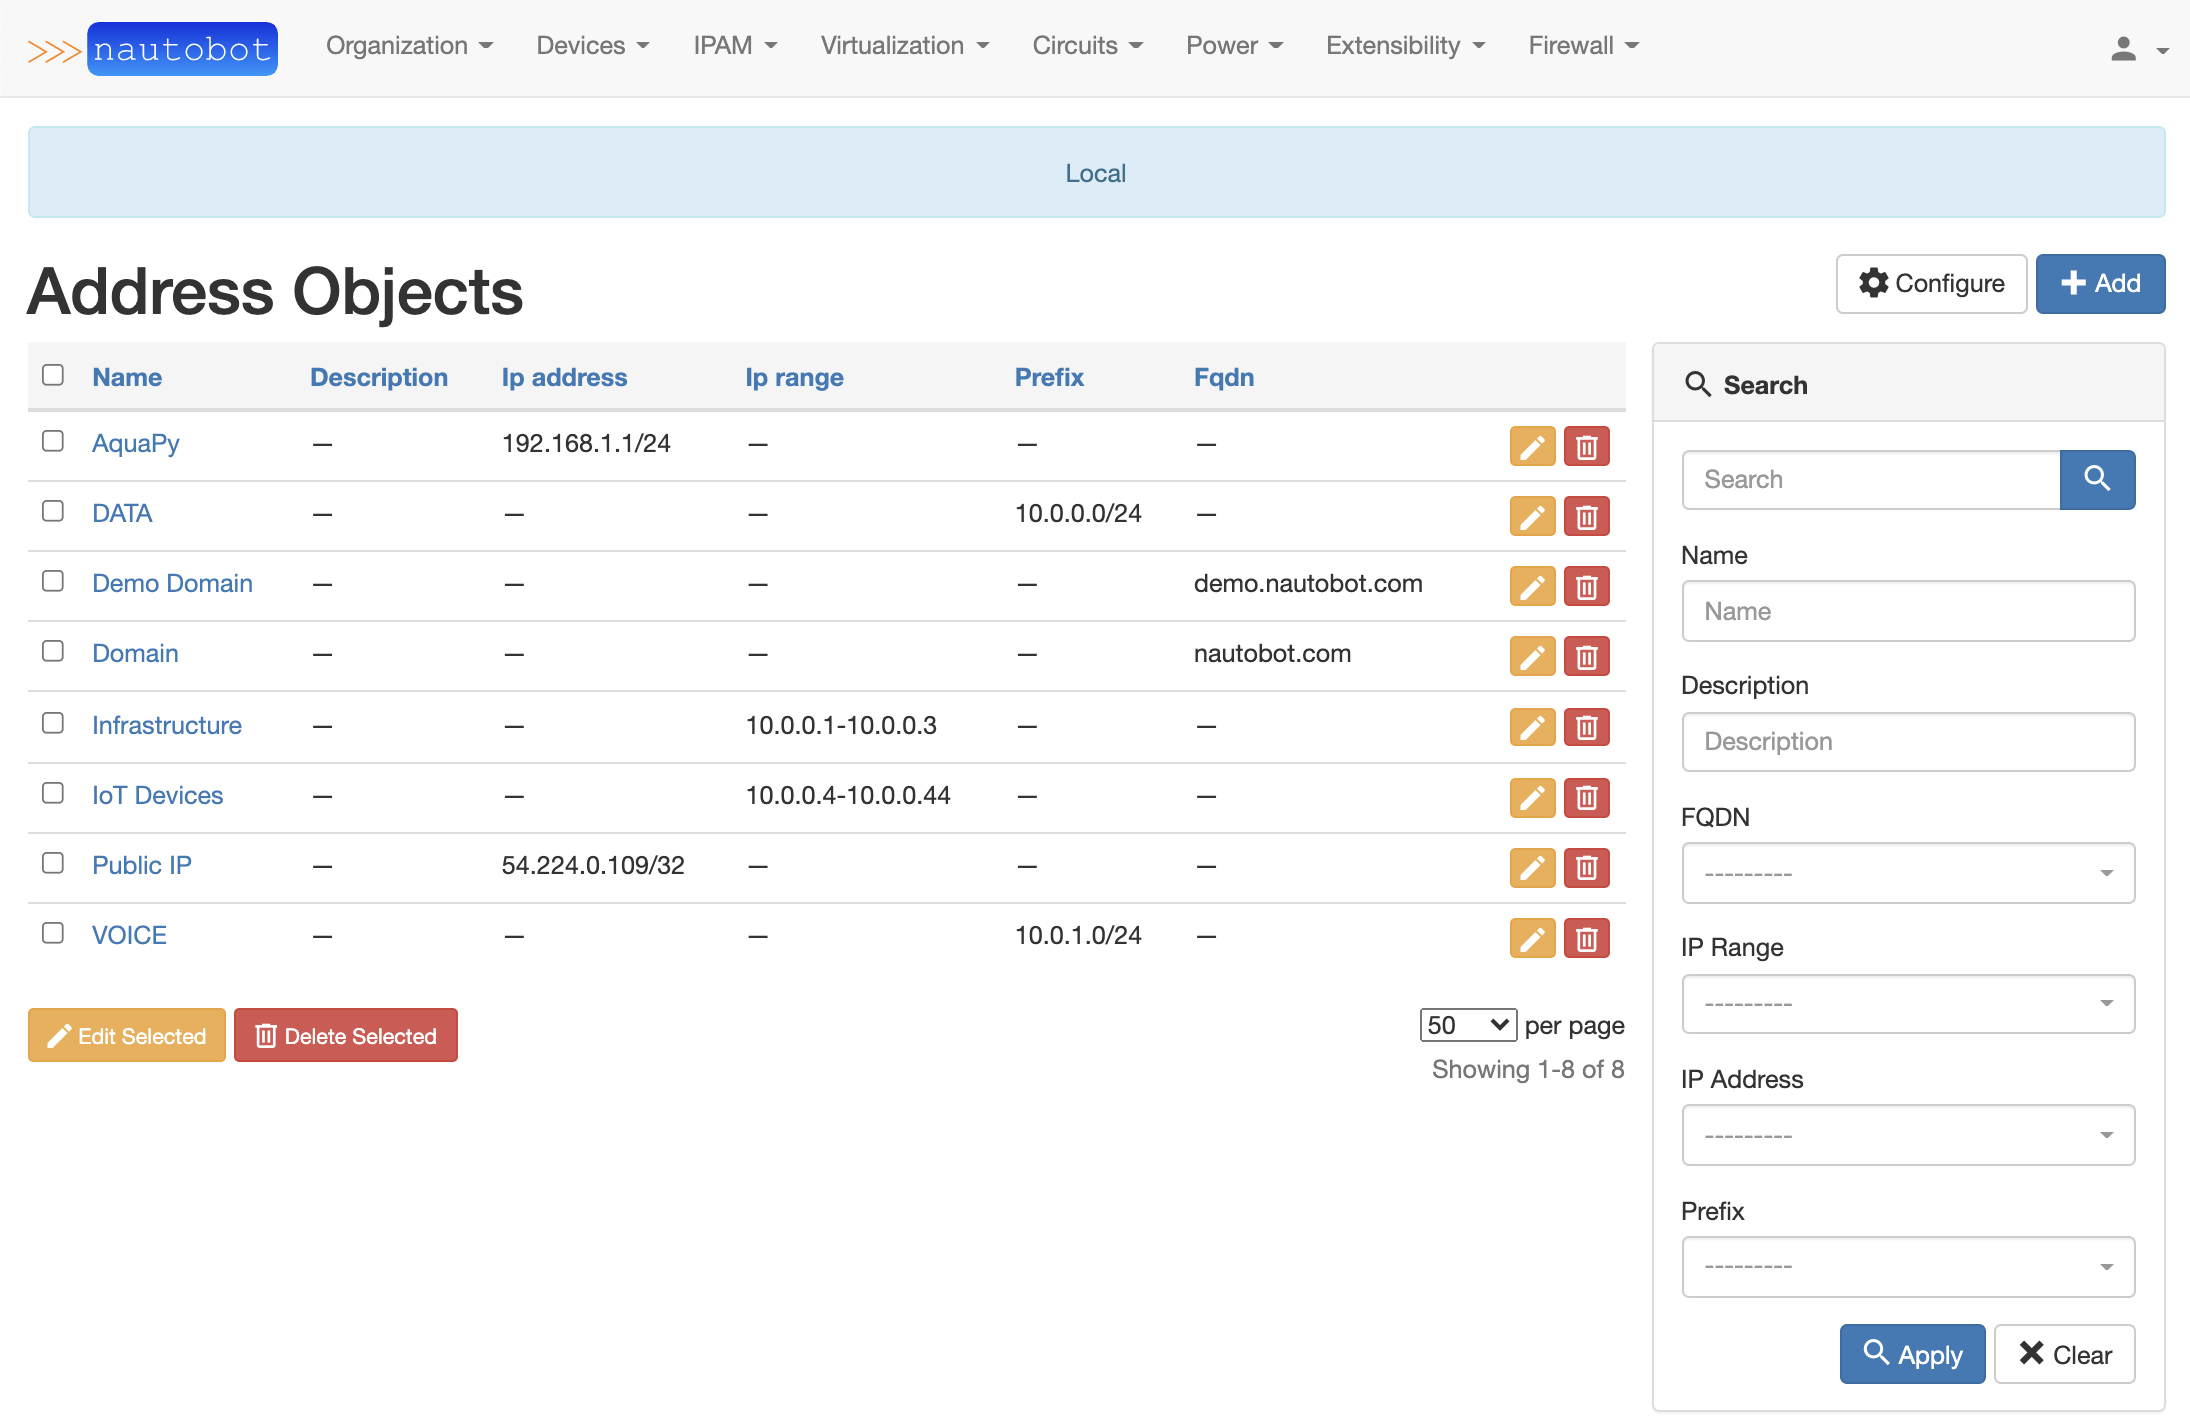 >>> nautobot Organization Devices IPAM Virtualization Circuits Power Extensibility Firewall
Local
Address Objects
Configure Add
Name Description Ip address Ip range Prefix Fqdn
AquaPy — 192.168.1.1/24 — — —
DATA — — — 10.0.0.0/24 —
Demo Domain — — — — demo.nautobot.com
Domain — — — — nautobot.com
Infrastructure — — 10.0.0.1-10.0.0.3 — —
IoT Devices — — 10.0.0.4-10.0.0.44 — —
Public IP — 54.224.0.109/32 — — —
VOICE — — — 10.0.1.0/24 —
Edit Selected Delete Selected
50 per page
Showing 1-8 of 8
Search
Search
Name
Name
Description
Description
FQDN
---------
IP Range
---------
IP Address
---------
Prefix
---------
Apply Clear